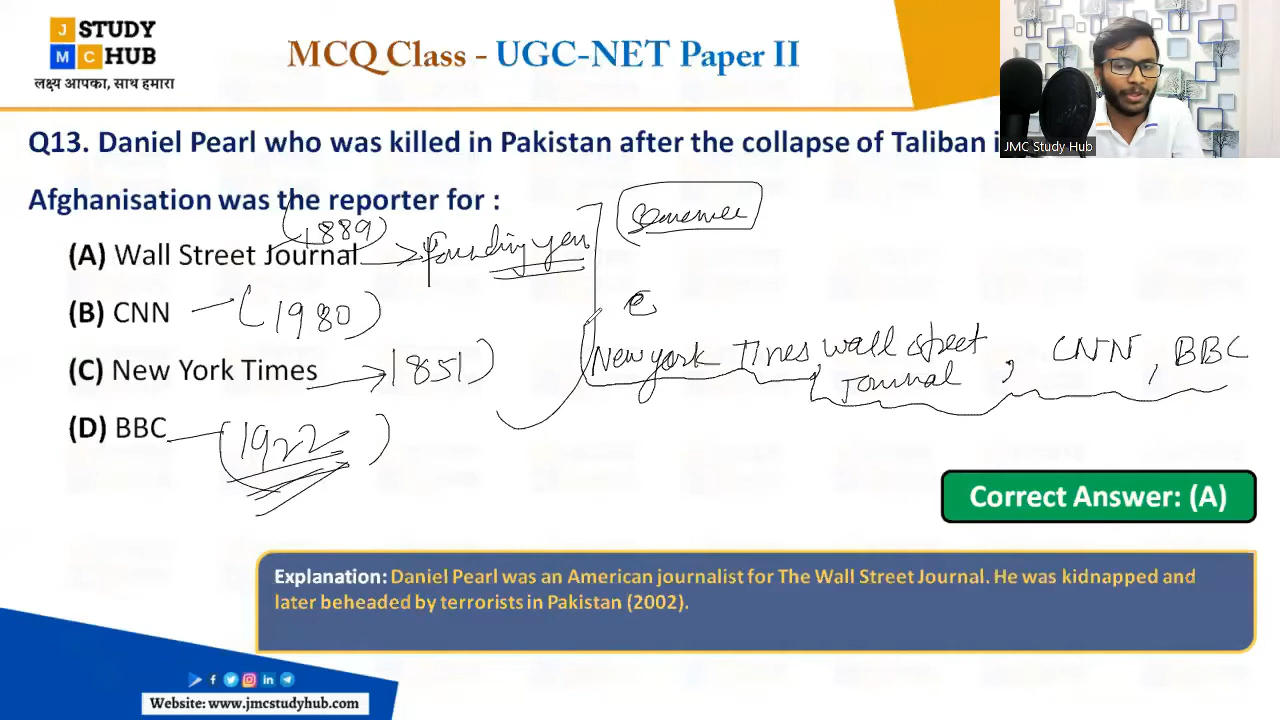 J STUDY
M C HUB
लक्ष्य आपका, साथ हमारा
MCQ Class - UGC-NET Paper II
JMC Study Hub
Q13. Daniel Pearl who was killed in Pakistan after the collapse of Taliban i
Afghanisation was the reporter for :
(1889)
(A) Wall Street Journal → founding year
(B) CNN (1980)
(C) New York Times → 1851)
(D) BBC (1922)
New york Times, wall street Journal, CNN, BBC
Correct Answer: (A)
Explanation: Daniel Pearl was an American journalist for The Wall Street Journal. He was kidnapped and
later beheaded by terrorists in Pakistan (2002).
Website: www.jmcstudyhub.com